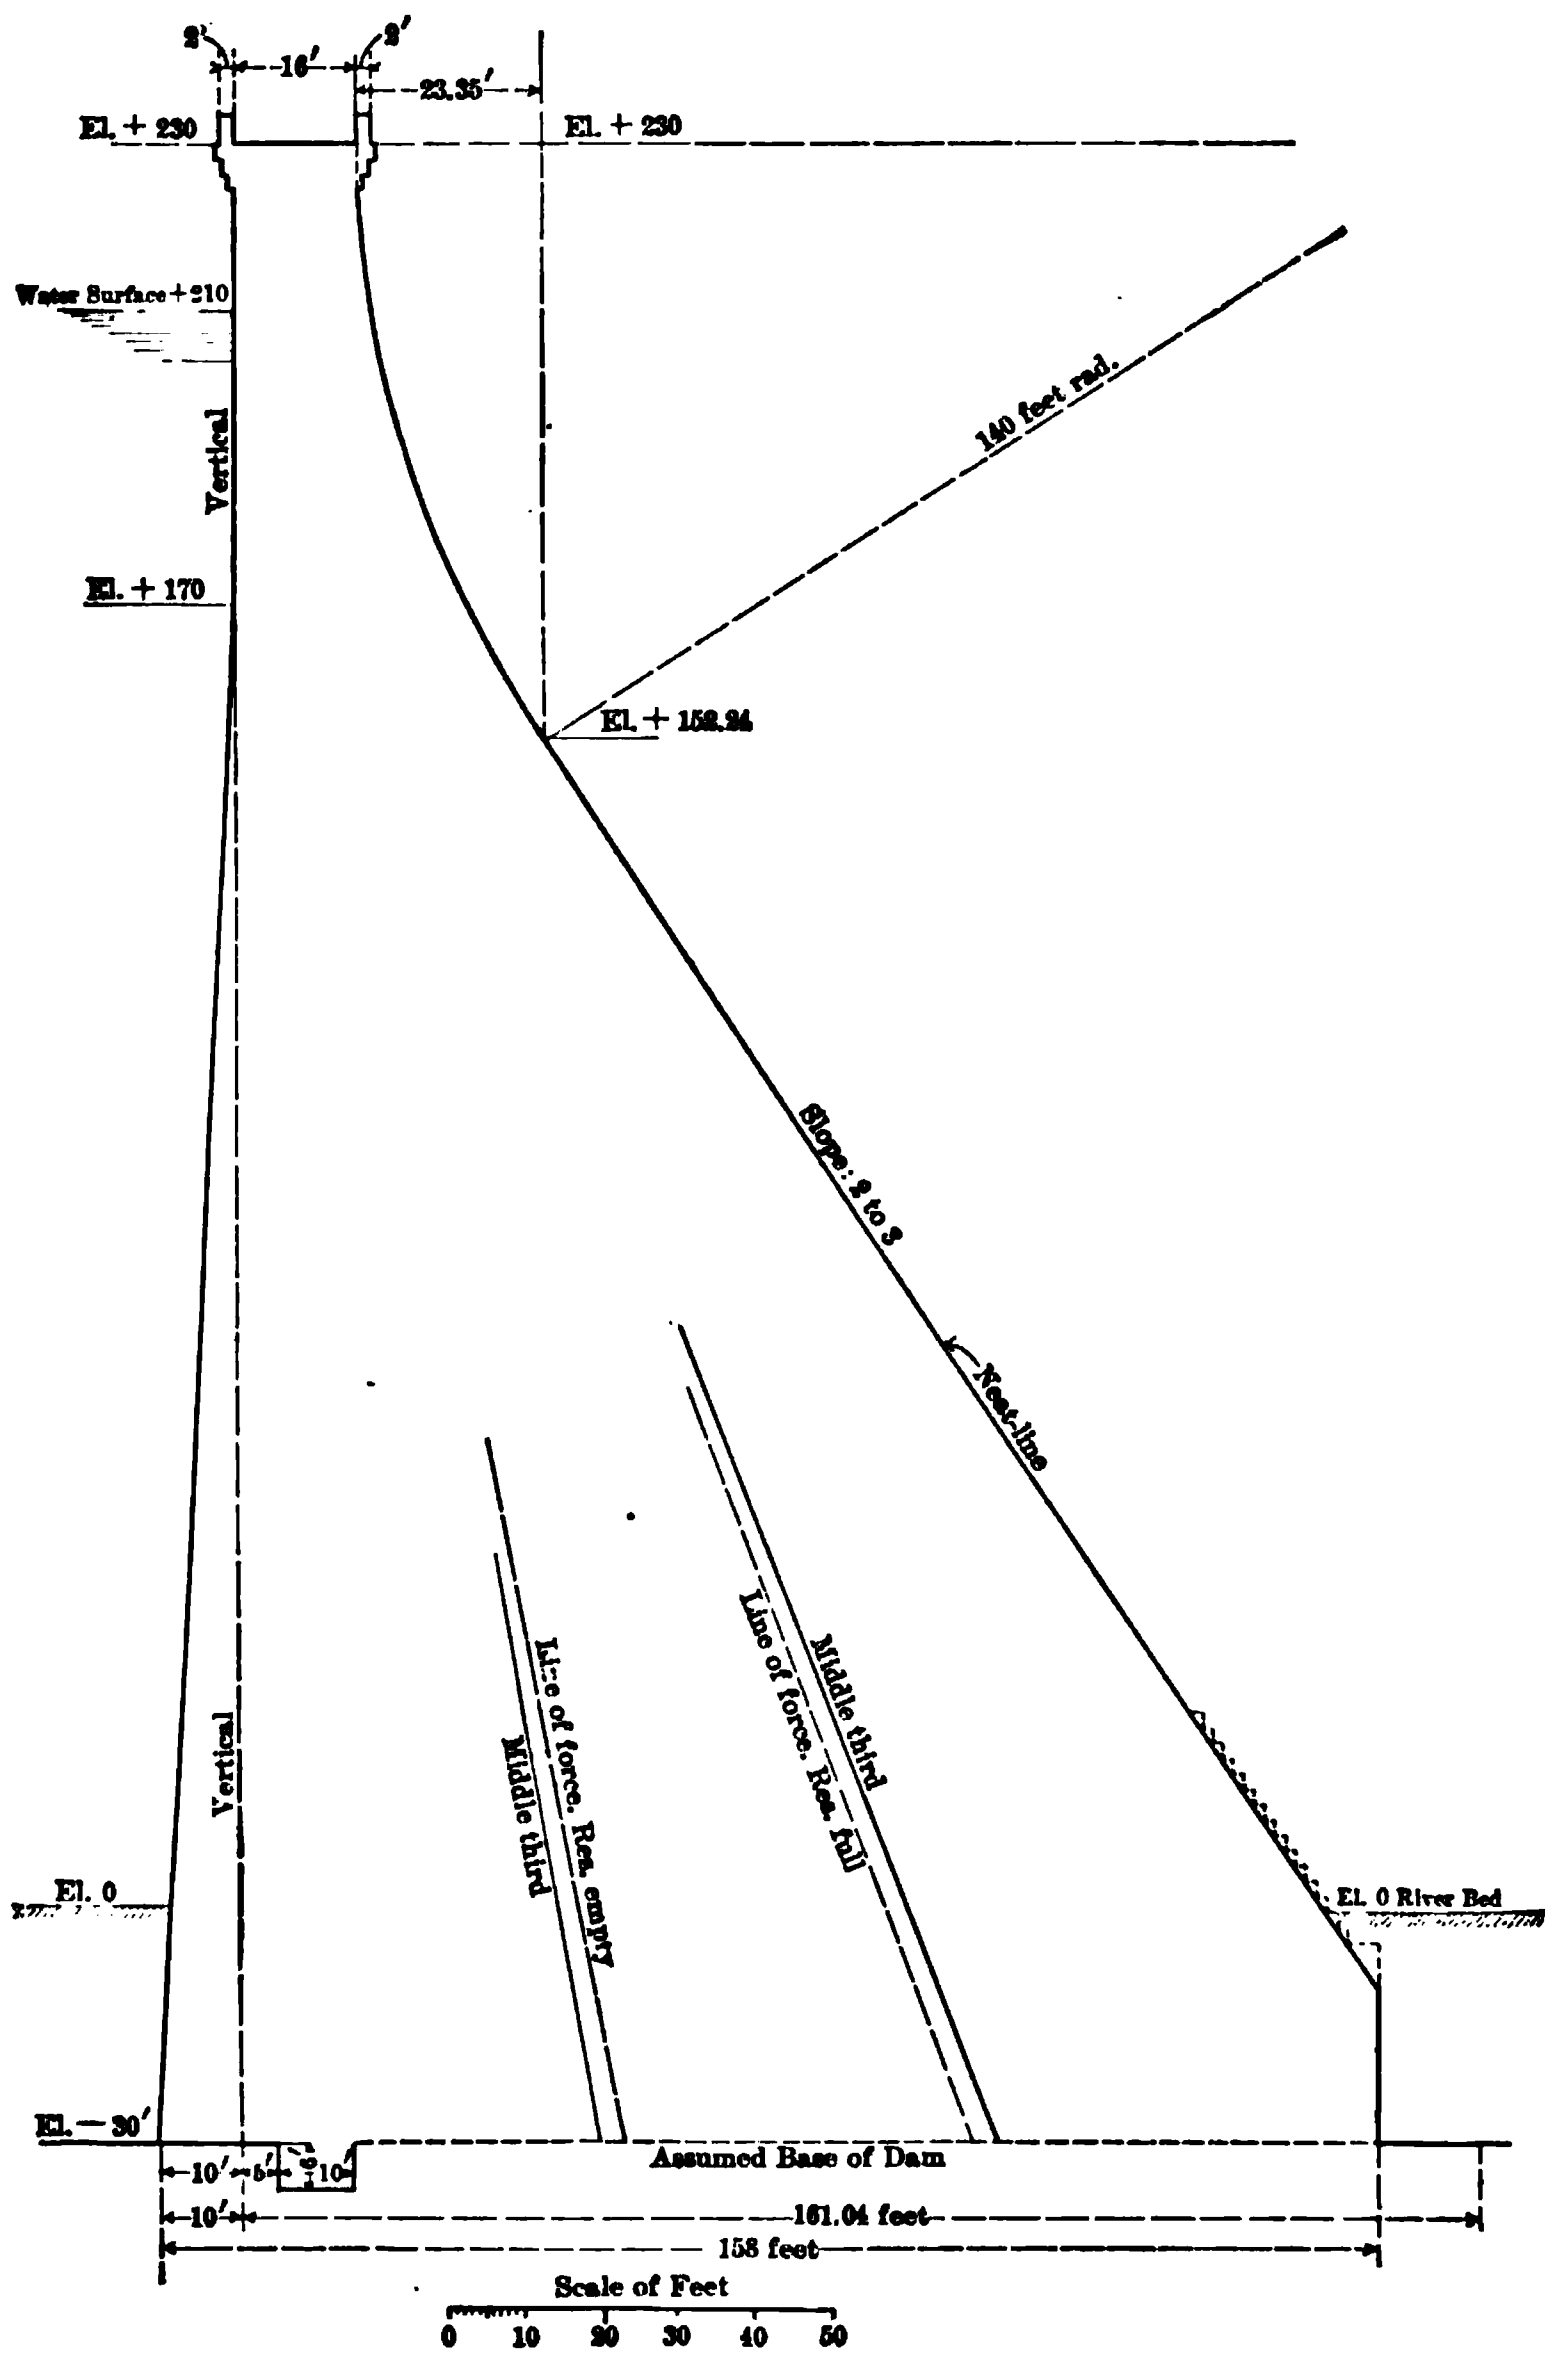 2'
2'
16'
23.35'
El. + 230
El. + 230
Water Surface + 210
140 feet rad.
Vertical
El. + 170
El. + 152.24
Slope: 2 to 3
Neat-line
Line of force. Res. empty
Middle third
Line of force. Res. full
Middle third
Vertical
El. 0
El. 0 River Bed
El. — 30'
Assumed Base of Dam
10'
5'
10'
10'
161.04 feet
158 feet
Scale of Feet
0 10 20 30 40 50